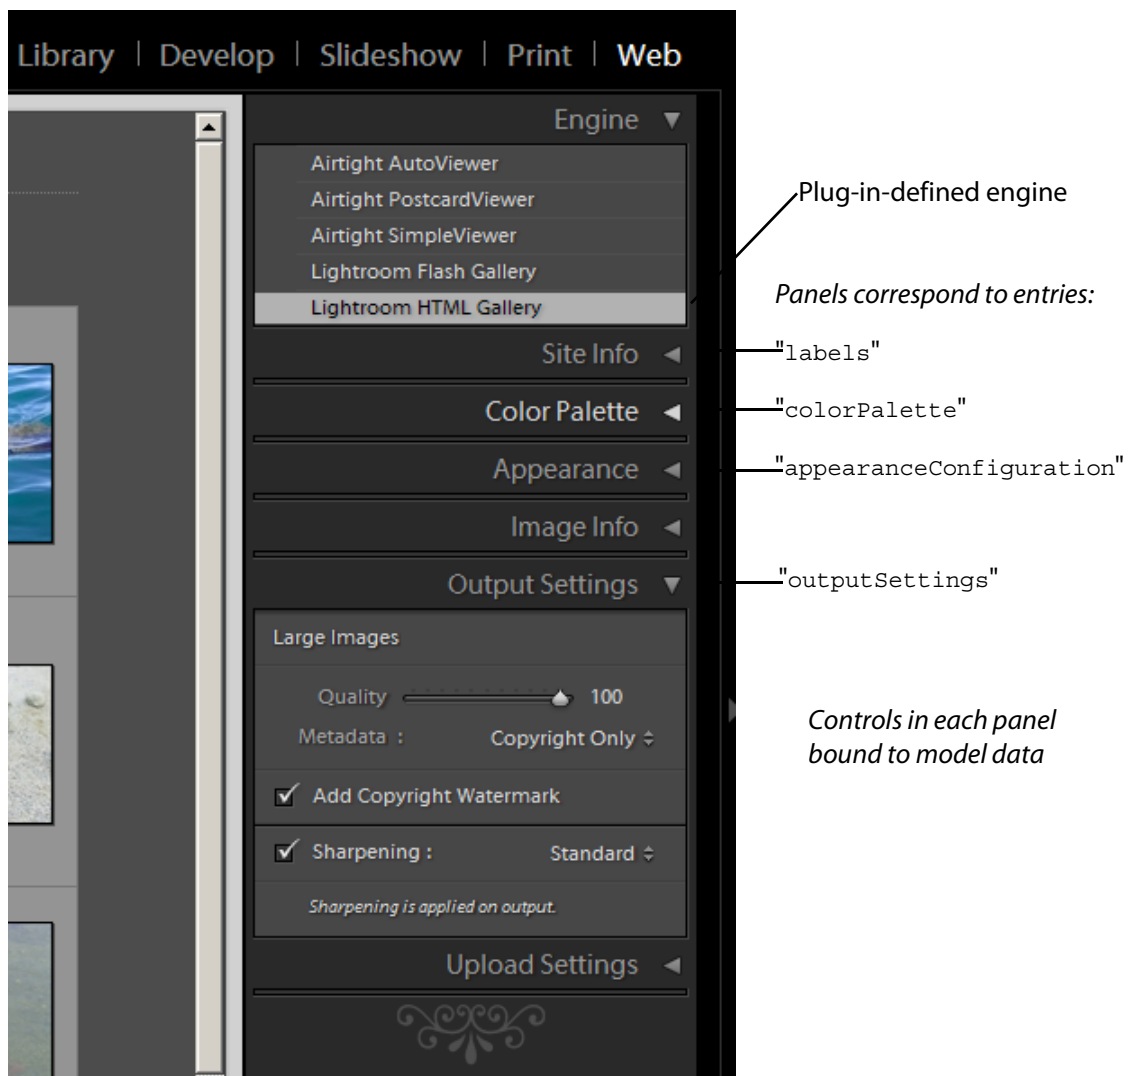 Library | Develop | Slideshow | Print | Web
Engine
Airtight AutoViewer
Airtight PostcardViewer
Airtight SimpleViewer
Lightroom Flash Gallery
Lightroom HTML Gallery
Plug-in-defined engine
Panels correspond to entries:
Site Info
"labels"
Color Palette
"colorPalette"
Appearance
"appearanceConfiguration"
Image Info
Output Settings
"outputSettings"
Large Images
Quality 100
Metadata : Copyright Only
Add Copyright Watermark
Sharpening : Standard
Sharpening is applied on output.
Controls in each panel
bound to model data
Upload Settings